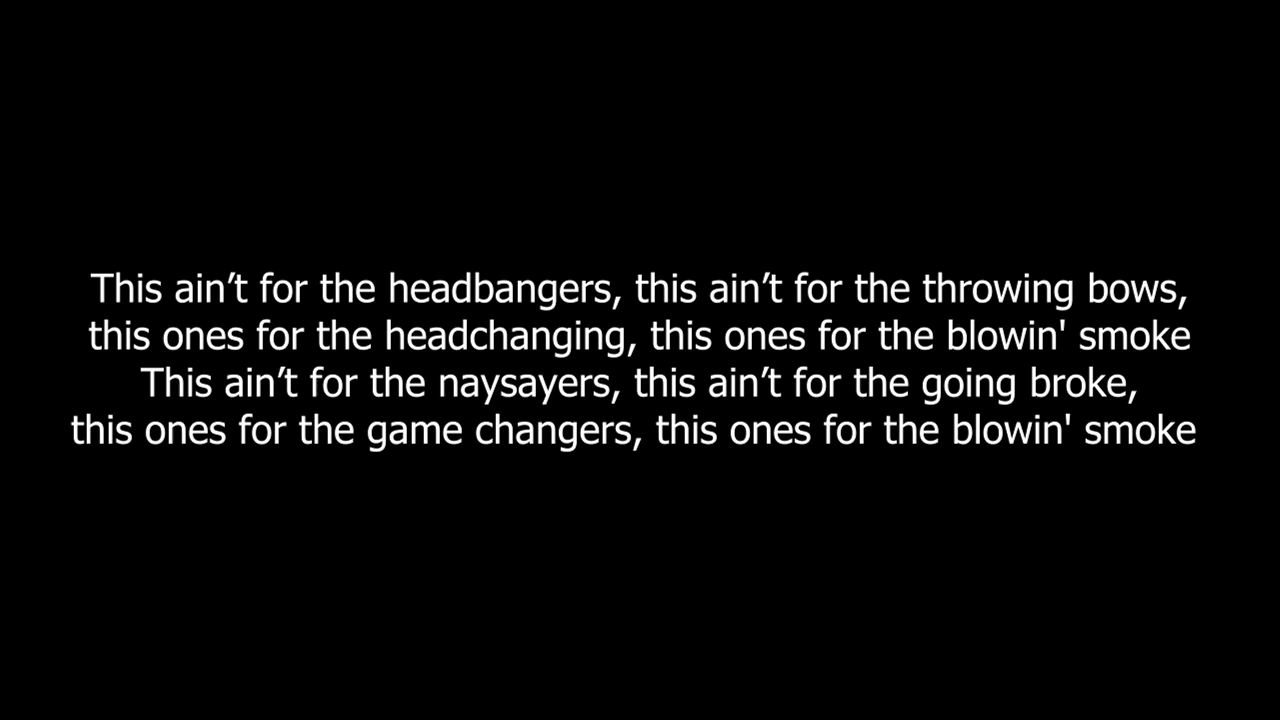 This ain’t for the headbangers, this ain’t for the throwing bows,
this ones for the headchanging, this ones for the blowin' smoke
This ain’t for the naysayers, this ain’t for the going broke,
this ones for the game changers, this ones for the blowin' smoke